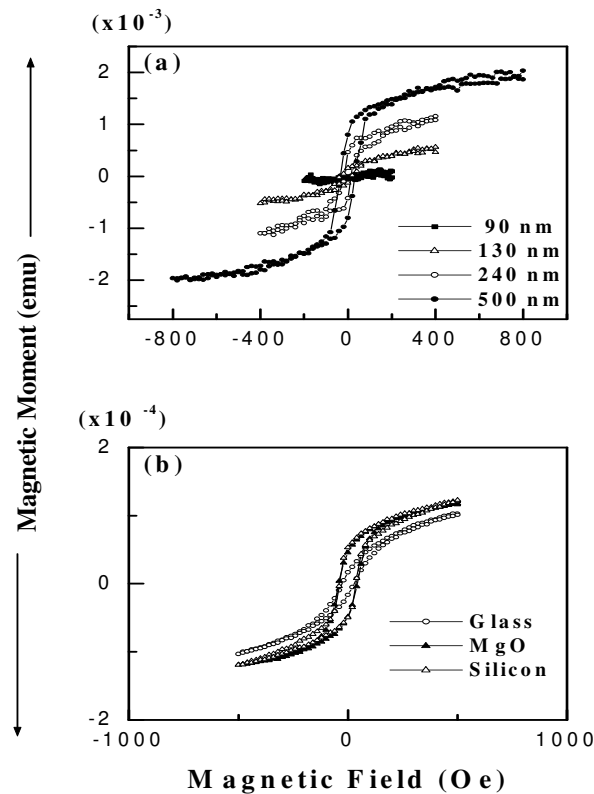 (x10 -3)
(a)
2
1
0
-1
-2
90 nm
130 nm
240 nm
500 nm
-800 -400 0 400 800
Magnetic Moment (emu)
(x10 -4)
(b)
2
0
-2
Glass
MgO
Silicon
-1000 0 1000
Magnetic Field (Oe)